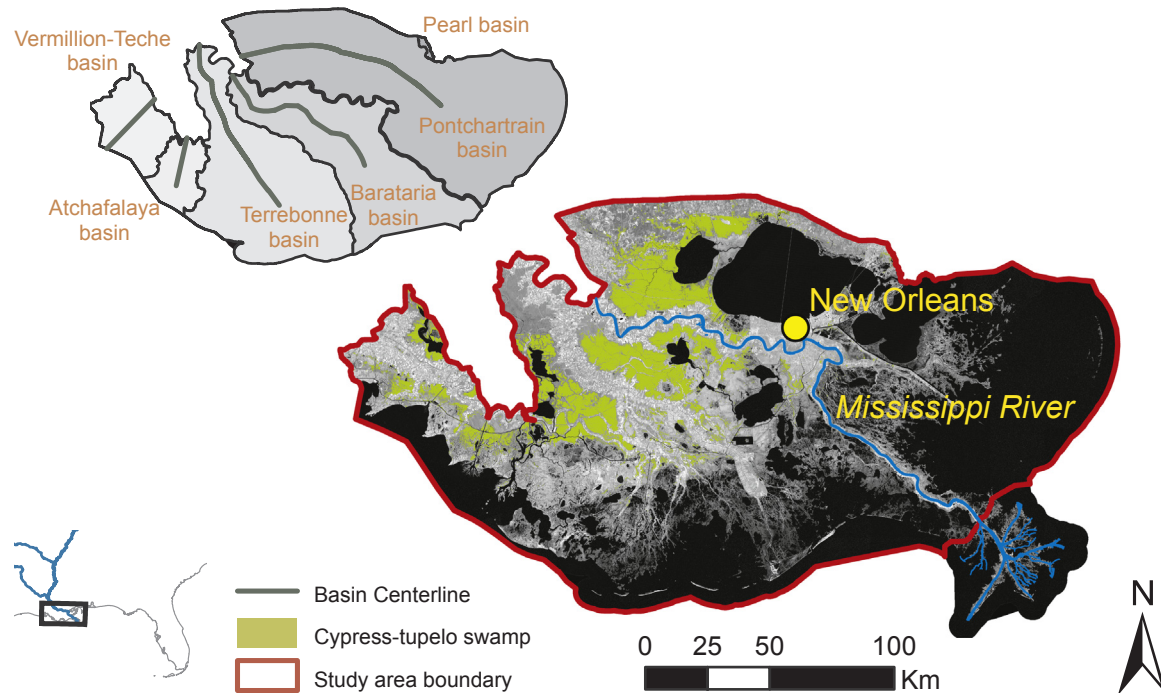 Pearl basin
Vermillion-Teche
basin
Pontchartrain
basin
Atchafalaya
basin
Terrebonne
basin
Barataria
basin
New Orleans
Mississippi River
Basin Centerline
Cypress-tupelo swamp
Study area boundary
0 25 50 100
Km
N